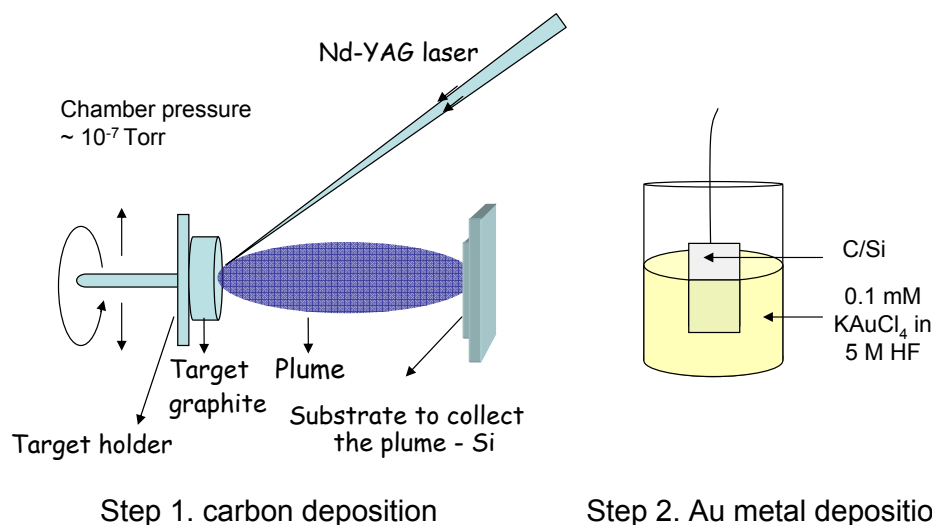 Nd-YAG laser
Chamber pressure
~ 10⁻⁷ Torr
C/Si
0.1 mM
KAuCl₄ in
5 M HF
Target
graphite
Plume
Substrate to collect
the plume - Si
Target holder
Step 1. carbon deposition
Step 2. Au metal depositio